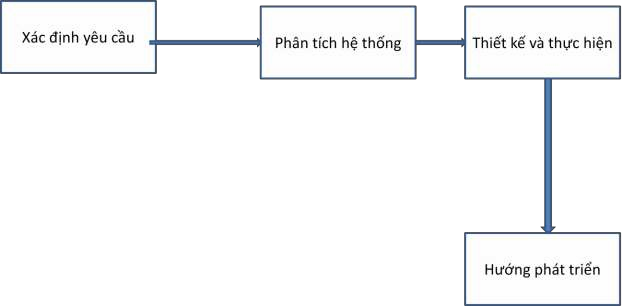 Xác định yêu cầu
Phân tích hệ thống
Thiết kế và thực hiện
Hướng phát triển